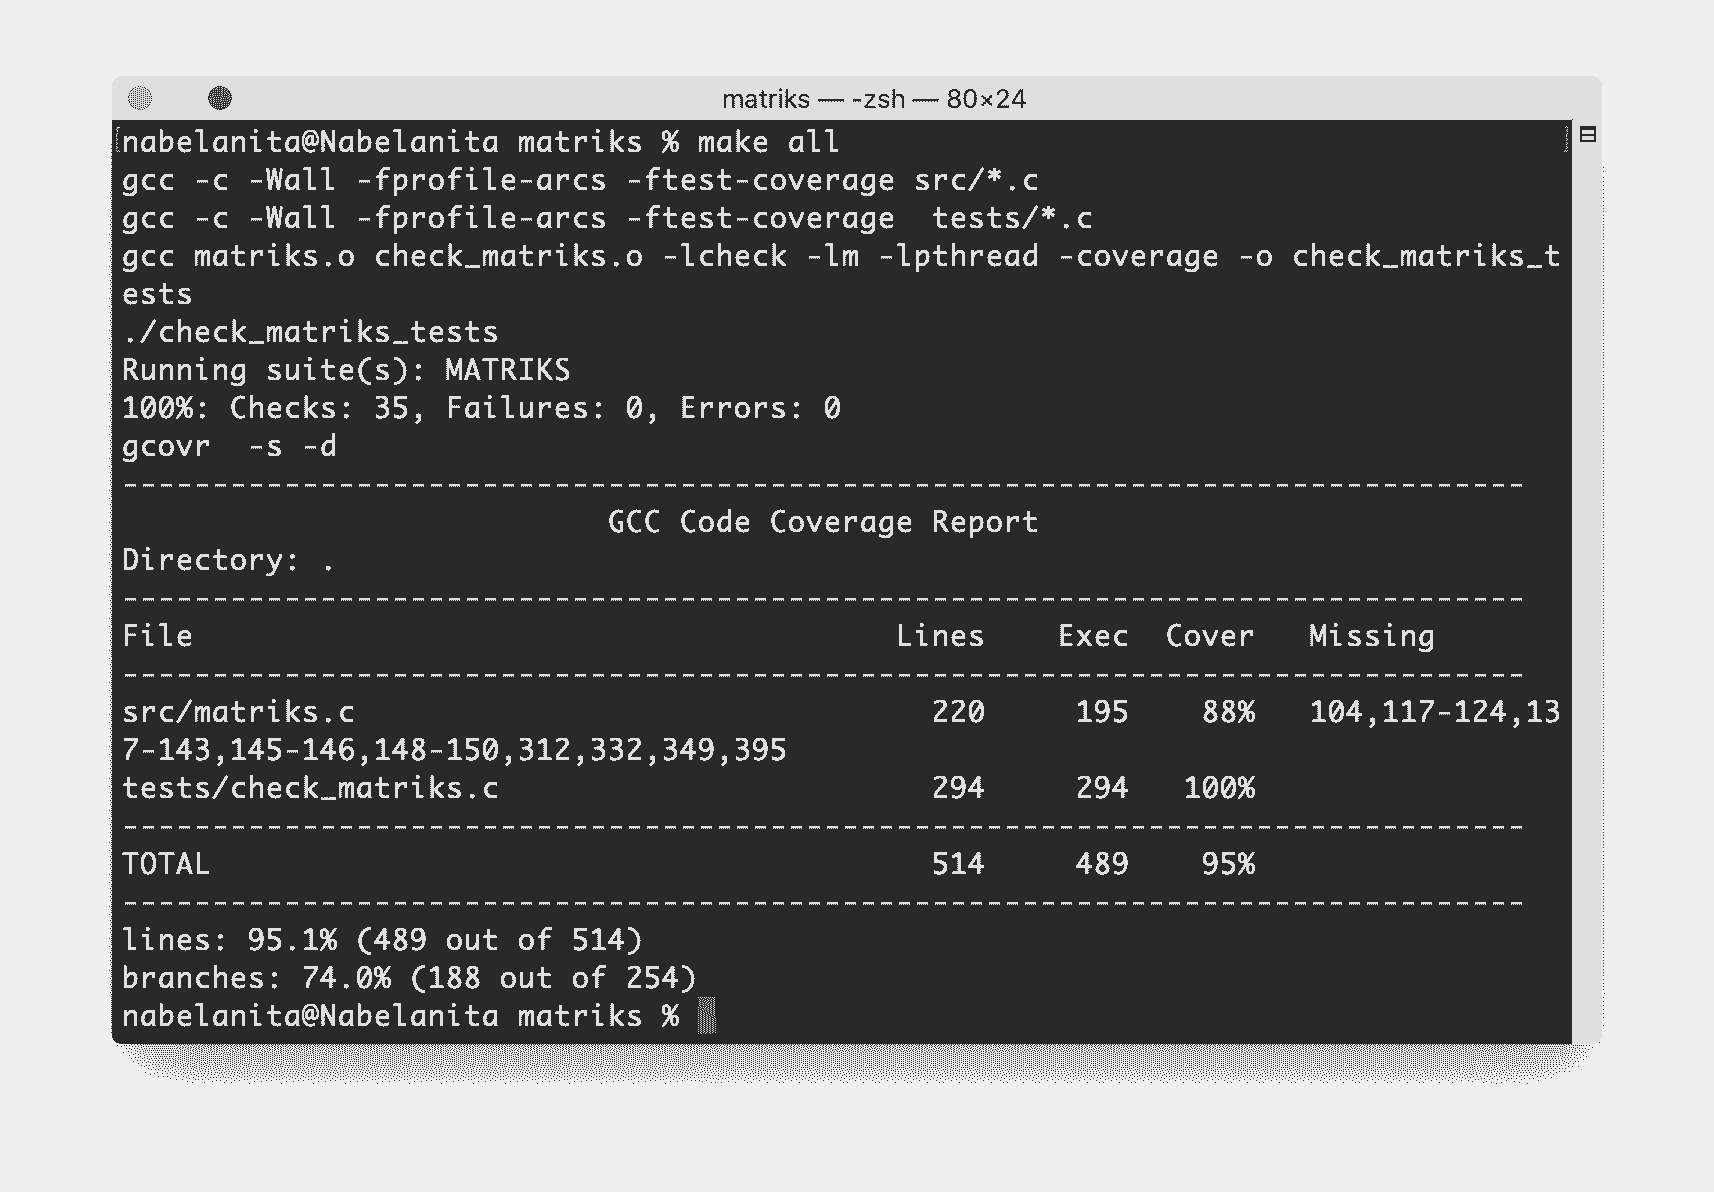 matriks — -zsh — 80×24
nabelanita@Nabelanita matriks % make all
gcc -c -Wall -fprofile-arcs -ftest-coverage src/*.c
gcc -c -Wall -fprofile-arcs -ftest-coverage  tests/*.c
gcc matriks.o check_matriks.o -lcheck -lm -lpthread -coverage -o check_matriks_t
ests
./check_matriks_tests
Running suite(s): MATRIKS
100%: Checks: 35, Failures: 0, Errors: 0
gcovr  -s -d
------------------------------------------------------------------------------
GCC Code Coverage Report
Directory: .
------------------------------------------------------------------------------
File                                       Lines    Exec  Cover   Missing
------------------------------------------------------------------------------
src/matriks.c                                220     195    88%   104,117-124,13
7-143,145-146,148-150,312,332,349,395
tests/check_matriks.c                        294     294   100%
------------------------------------------------------------------------------
TOTAL                                        514     489    95%
------------------------------------------------------------------------------
lines: 95.1% (489 out of 514)
branches: 74.0% (188 out of 254)
nabelanita@Nabelanita matriks %